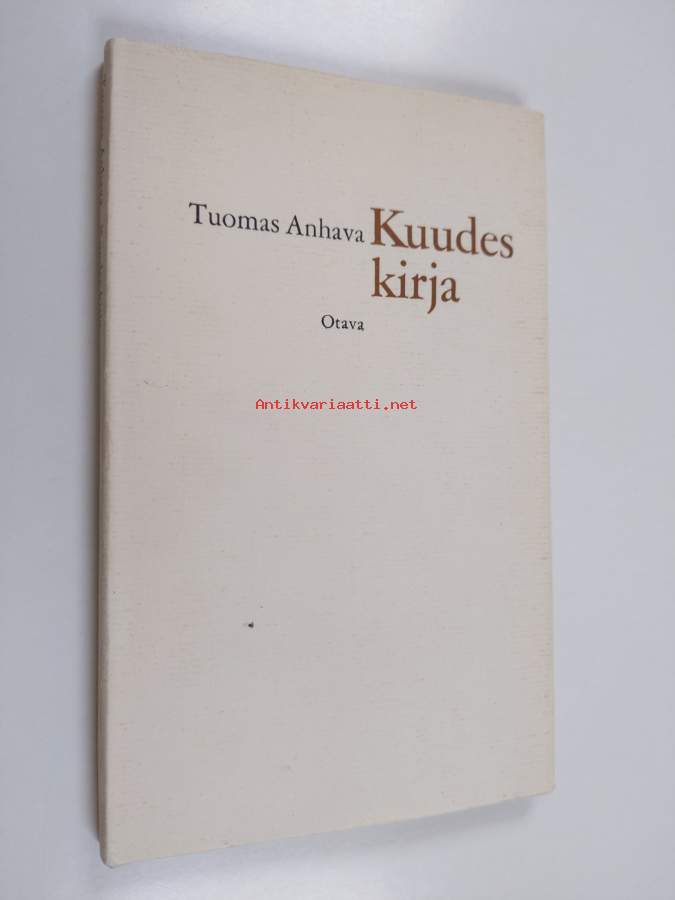 Tuomas Anhava Kuudes
kirja
Otava
Antikvariaatti.net